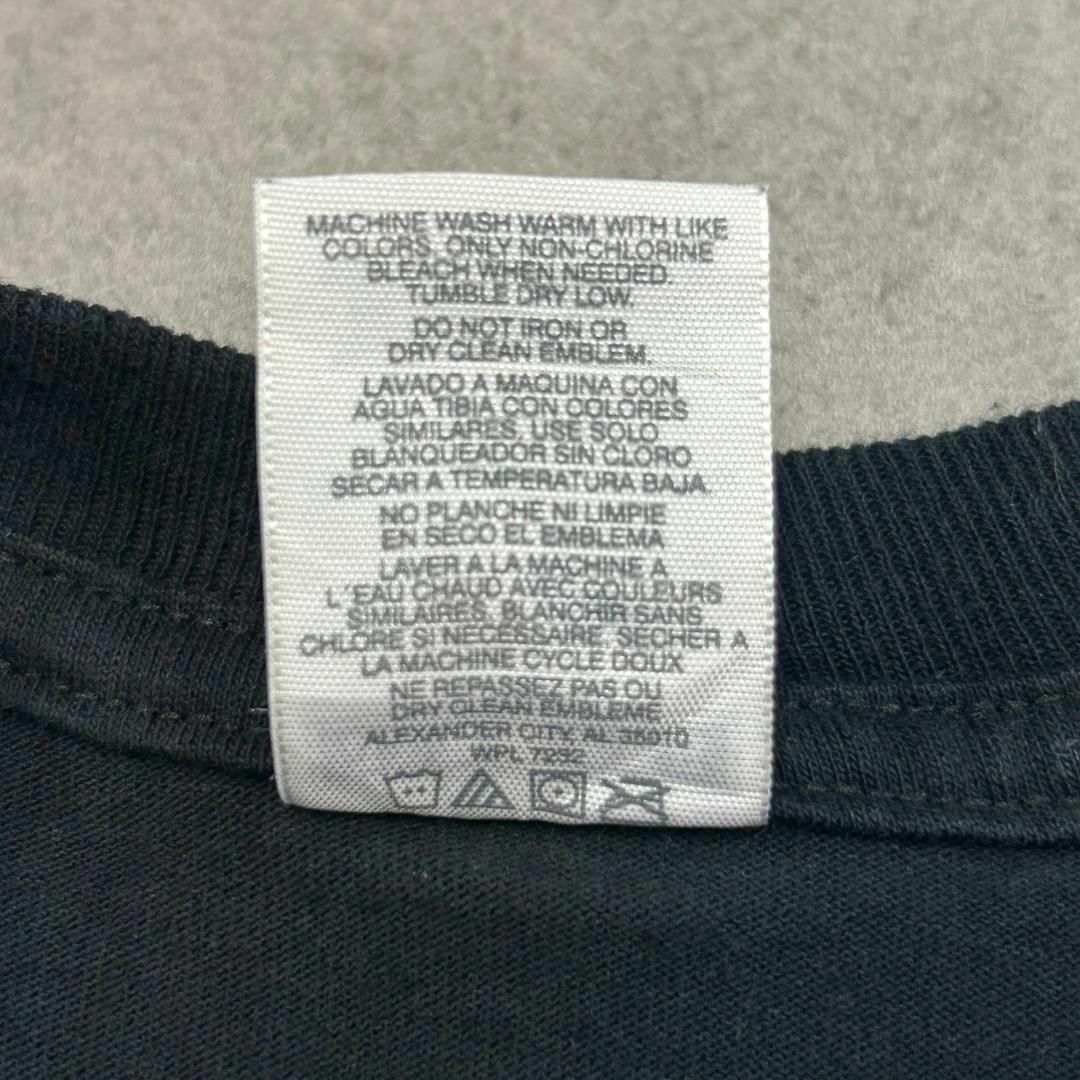 MACHINE WASH WARM WITH LIKE
COLORS, ONLY NON-CHLORINE
BLEACH WHEN NEEDED.
TUMBLE DRY LOW.
DO NOT IRON OR
DRY CLEAN EMBLEM.
LAVADO A MAQUINA CON
AGUA TIBIA CON COLORES
SIMILARES, USE SOLO
BLANQUEADOR SIN CLORO
SECAR A TEMPERATURA BAJA
NO PLANCHE NI LIMPIE
EN SECO EL EMBLEMA
LAVER A LA MACHINE A
L'EAU CHAUD AVEC COULEURS
SIMILAIRES, BLANCHIR SANS
CHLORE SI NECESSAIRE, SECHER A
LA MACHINE CYCLE DOUX
NE REPASSEZ PAS OU
DRY CLEAN EMBLEME
ALEXANDER CITY, AL 35010
WPL 7292